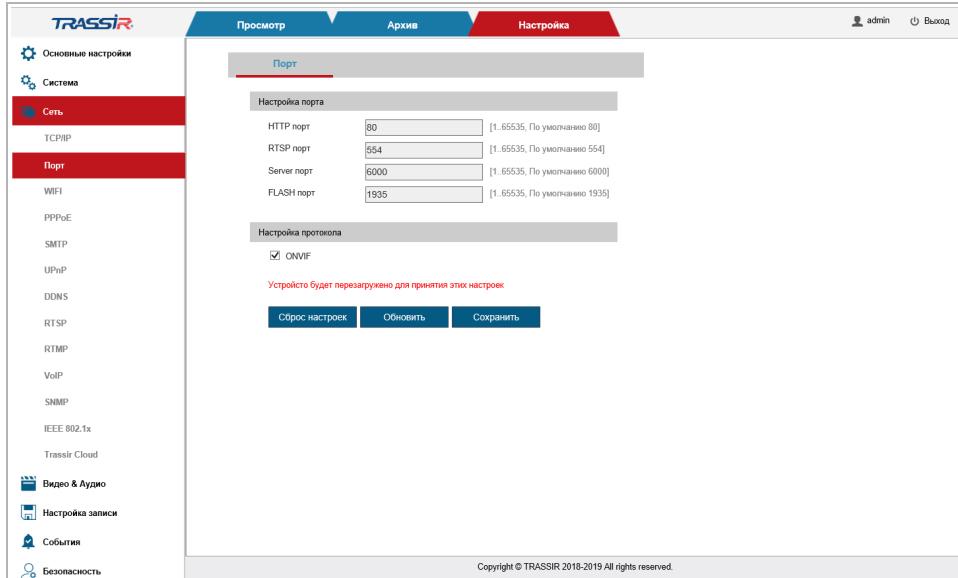 TRASSIR
Просмотр
Архив
Настройка
admin
Выход
Основные настройки
Система
Сеть
TCP/IP
Порт
WIFI
PPPoE
SMTP
UPnP
DDNS
RTSP
RTMP
VoIP
SNMP
IEEE 802.1x
Trassir Cloud
Видео & Аудио
Настройка записи
События
Безопасность
Порт
Настройка порта
HTTP порт 80 [1..65535, По умолчанию 80]
RTSP порт 554 [1..65535, По умолчанию 554]
Server порт 6000 [1..65535, По умолчанию 6000]
FLASH порт 1935 [1..65535, По умолчанию 1935]
Настройка протокола
ONVIF
Устройсто будет перезагружено для принятия этих настроек
Сброс настроек
Обновить
Сохранить
Copyright © TRASSIR 2018-2019 All rights reserved.